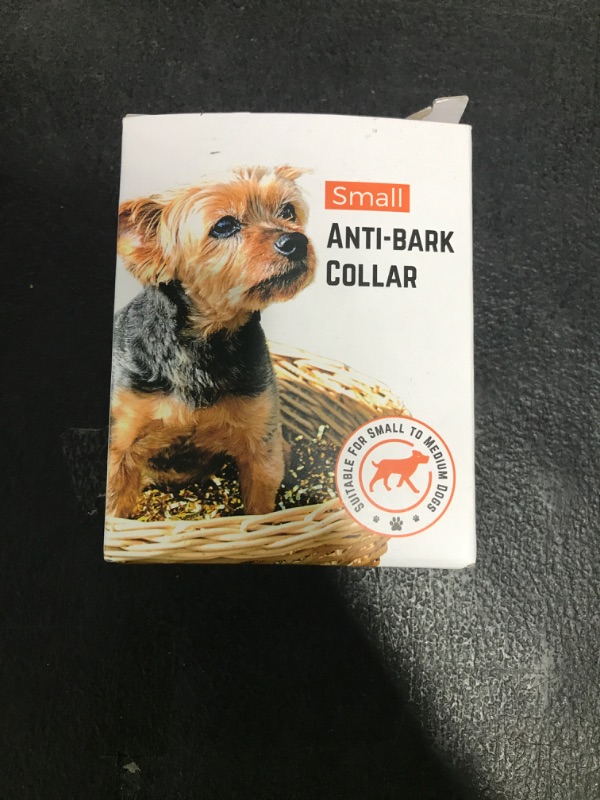 Small
ANTI-BARK
COLLAR
SUITABLE FOR SMALL TO MEDIUM DOGS